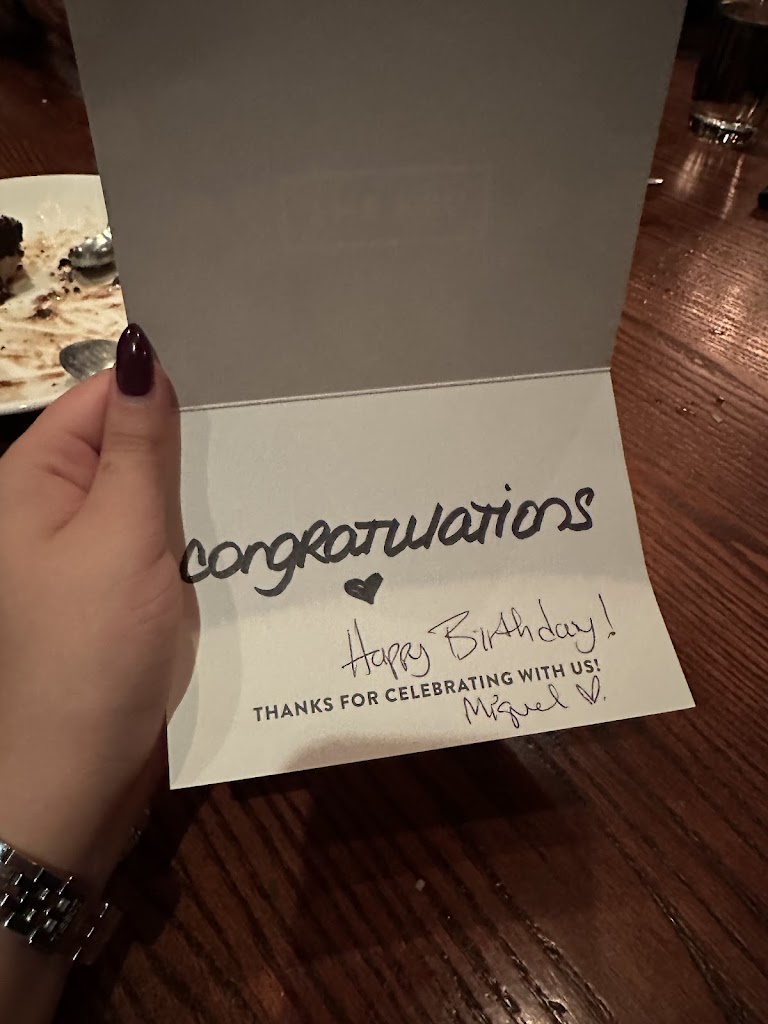 congratulations
Happy Birthday!
THANKS FOR CELEBRATING WITH US!
Miguel